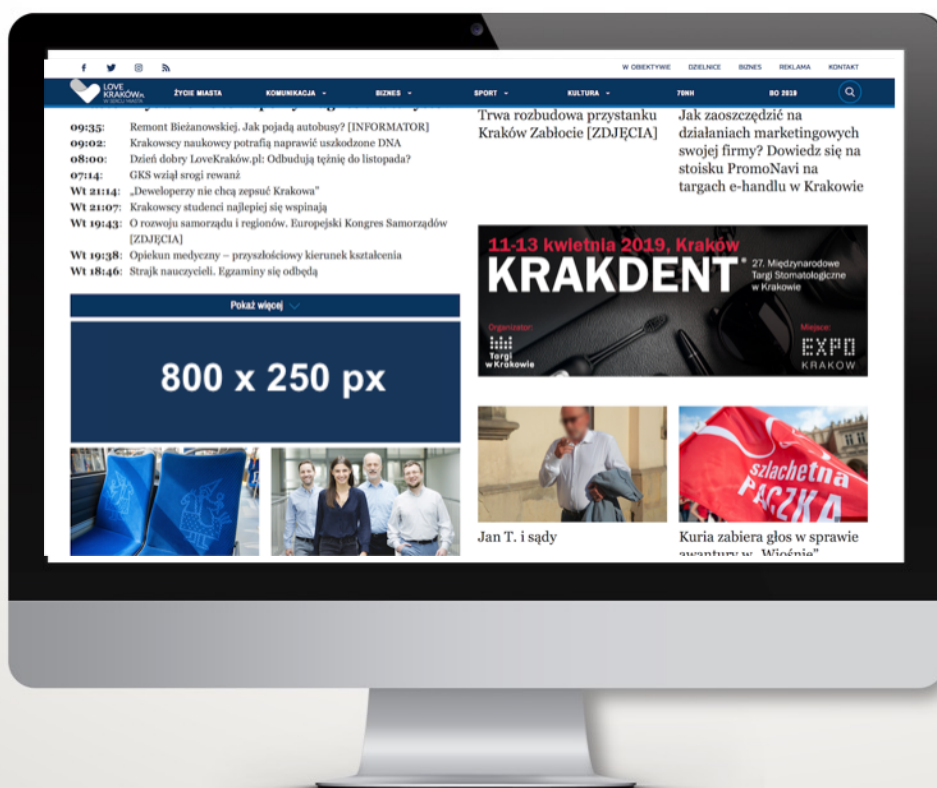 W OBIEKTYWIE DZIELNICE BIZNES REKLAMA KONTAKT
LOVE
KRAKÓW.PL
ŻYCIE MIASTA KOMUNIKACJA BIZNES SPORT KULTURA 70NH BO 2019
09:35: Remont Bieżanowskiej. Jak pojadą autobusy? [INFORMATOR]
09:02: Krakowscy naukowcy potrafią naprawić uszkodzone DNA
08:00: Dzień dobry LoveKraków.pl: Odbudują tężnię do listopada?
07:14: GKS wziął srogi rewanż
Wt 21:14: „Deweloperzy nie chcą zepsuć Krakowa"
Wt 21:07: Krakowscy studenci najlepiej się wspinają
Wt 19:43: O rozwoju samorządu i regionów. Europejski Kongres Samorządów
[ZDJĘCIA]
Wt 19:38: Opiekun medyczny – przyszłościowy kierunek kształcenia
Wt 18:46: Strajk nauczycieli. Egzaminy się odbędą
Pokaż więcej
800 x 250 px
Trwa rozbudowa przystanku
Kraków Zabłocie [ZDJĘCIA]
Jak zaoszczędzić na
działaniach marketingowych
swojej firmy? Dowiedz się na
stoisku PromoNavi na
targach e-handlu w Krakowie
11-13 kwietnia 2019, Kraków
KRAKDENT®
27. Międzynarodowe
Targi Stomatologiczne
w Krakowie
Organizator:
Targi
w Krakowie
Miejsce:
EXPO
KRAKOW
szlachetna
PACZKA
Jan T. i sądy
Kuria zabiera głos w sprawie
awantury w „Wiośnie"